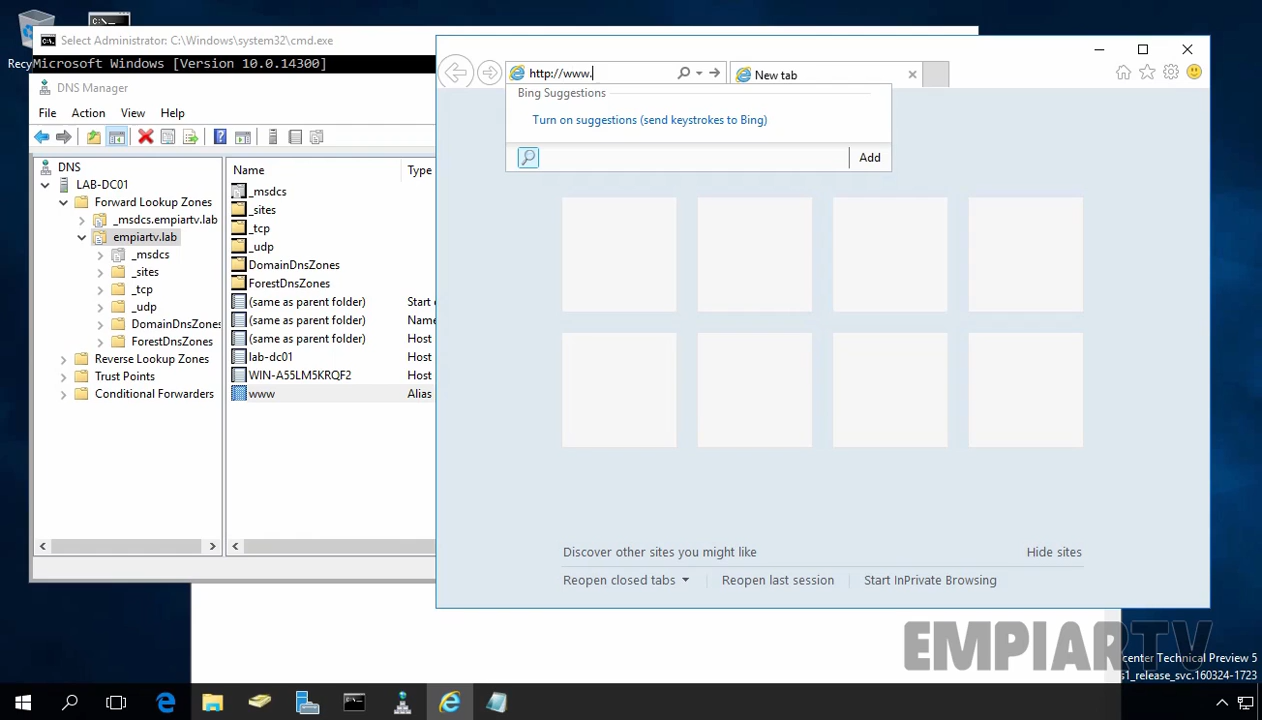 Select Administrator: C:\Windows\system32\cmd.exe
Recy
Microsoft Windows [Version 10.0.14300]
DNS Manager
File Action View Help
DNS
LAB-DC01
Forward Lookup Zones
_msdcs.empiartv.lab
empiartv.lab
_msdcs
_sites
_tcp
_udp
DomainDnsZones
ForestDnsZones
Reverse Lookup Zones
Trust Points
Conditional Forwarders
Name Type
_msdcs
_sites
_tcp
_udp
DomainDnsZones
ForestDnsZones
(same as parent folder) Start
(same as parent folder) Name
(same as parent folder) Host
lab-dc01 Host
WIN-A55LM5KRQF2 Host
www Alias
http://www.
New tab
Bing Suggestions
Turn on suggestions (send keystrokes to Bing)
Add
Discover other sites you might like Hide sites
Reopen closed tabs Reopen last session Start InPrivate Browsing
EMPIARTV
center Technical Preview 5
s1_release_svc.160324-1723